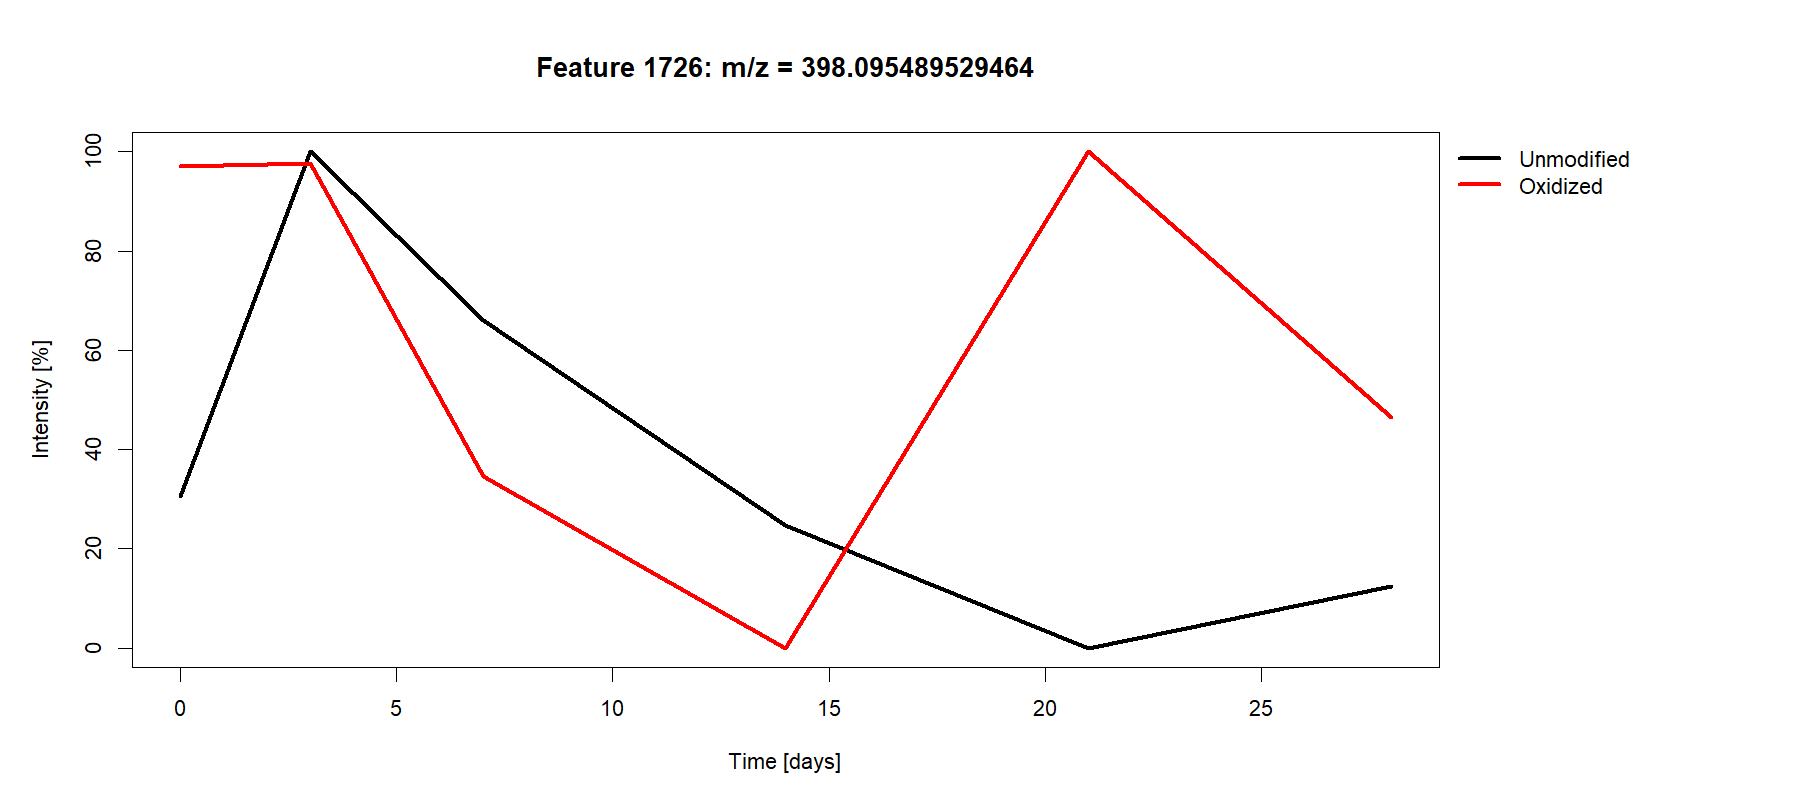 Feature 1726: m/z = 398.095489529464
Unmodified
Oxidized
Intensity [%]
100
80
60
40
20
0
0 5 10 15 20 25
Time [days]